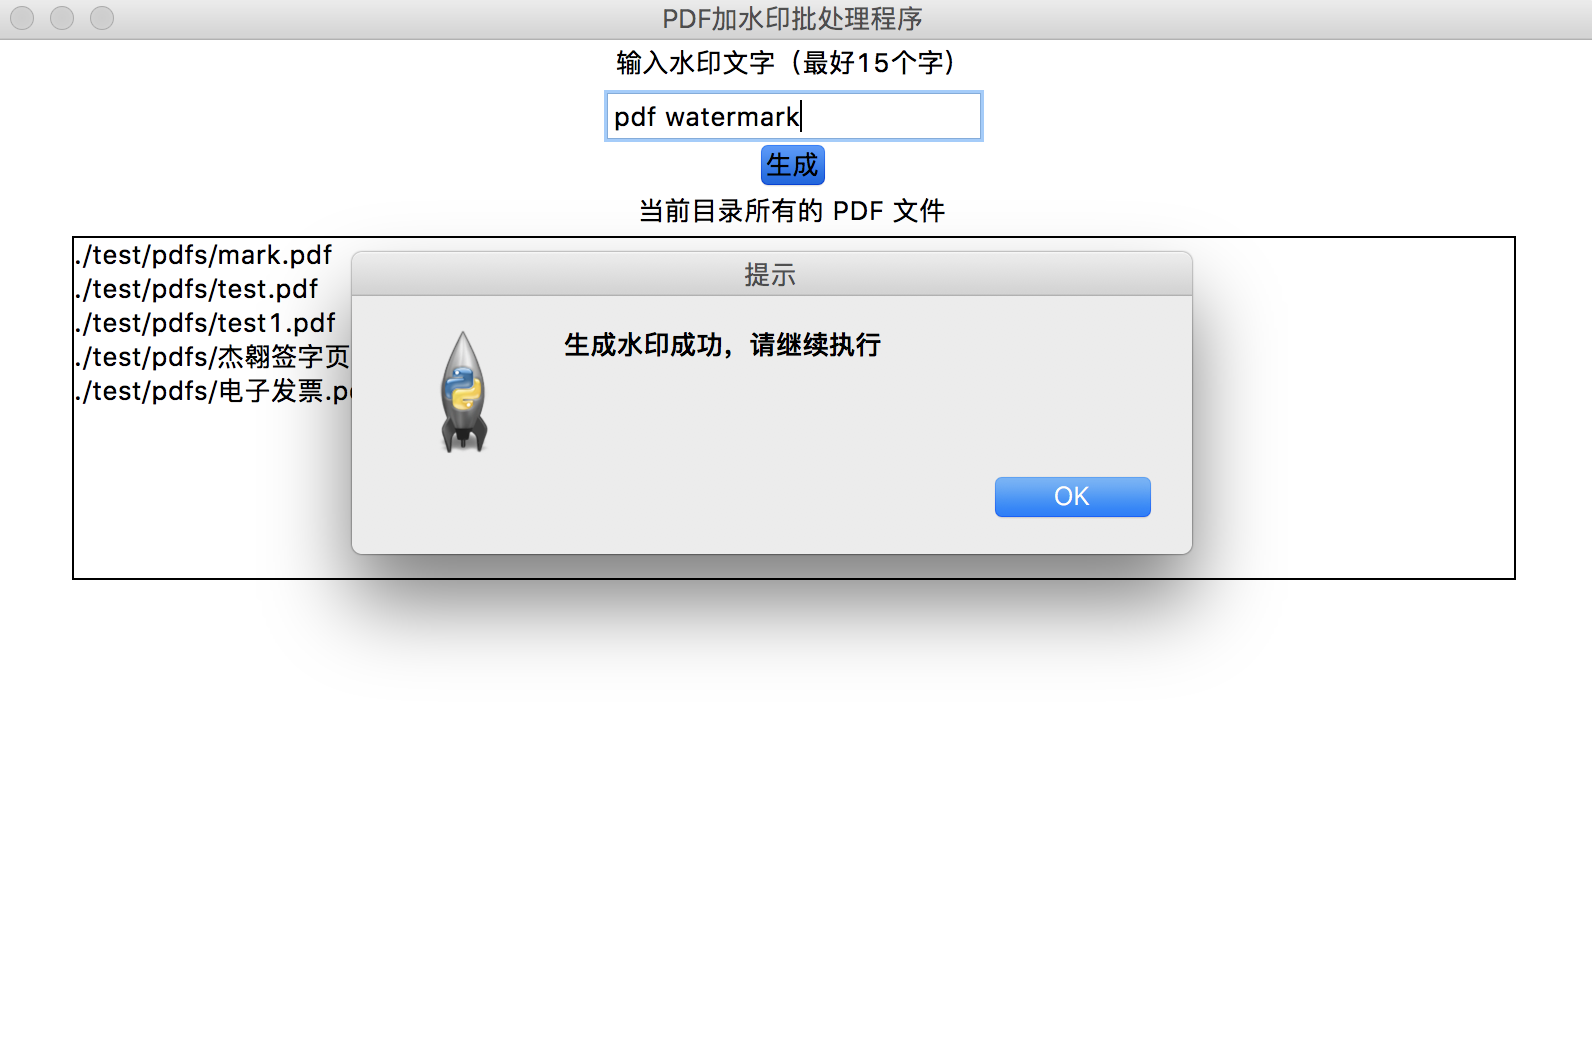 PDF加水印批处理程序
输入水印文字（最好15个字）
pdf watermark
生成
当前目录所有的 PDF 文件
./test/pdfs/mark.pdf
./test/pdfs/test.pdf
./test/pdfs/test1.pdf
./test/pdfs/杰翱签字页
./test/pdfs/电子发票.p
提示
生成水印成功，请继续执行
OK